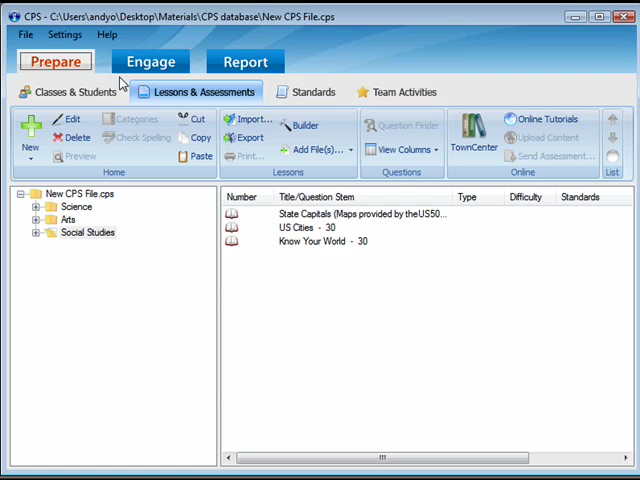 CPS - C:\Users\andyo\Desktop\Materials\CPS database\New CPS File.cps
File Settings Help
Prepare Engage Report
Classes & Students Lessons & Assessments Standards Team Activities
New
Edit
Delete
Preview
Categories
Check Spelling
Cut
Copy
Paste
Home
Import...
Export
Print...
Builder
Add File(s)...
Lessons
Question Finder
View Columns
Questions
TownCenter
Online Tutorials
Upload Content
Send Assessment...
Online
List
New CPS File.cps
Science
Arts
Social Studies
Number Title/Question Stem Type Difficulty Standards
State Capitals (Maps provided by theUS50...
US Cities - 30
Know Your World - 30